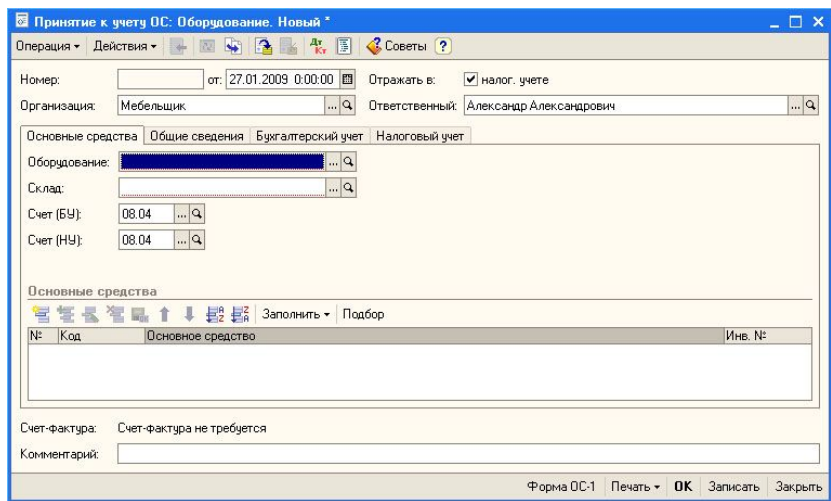 Принятие к учету ОС: Оборудование. Новый *
Операция Действия Дт Кт Советы ?
Номер: от: 27.01.2009 0:00:00 Отражать в: налог. учете
Организация: Мебельщик ... Ответственный: Александр Александрович ...
Основные средства Общие сведения Бухгалтерский учет Налоговый учет
Оборудование: ...
Склад: ...
Счет (БУ): 08.04 ...
Счет (НУ): 08.04 ...
Основные средства
Заполнить Подбор
№ Код Основное средство Инв. №
Счет-фактура: Счет-фактура не требуется
Комментарий:
Форма ОС-1 Печать OK Записать Закрыть